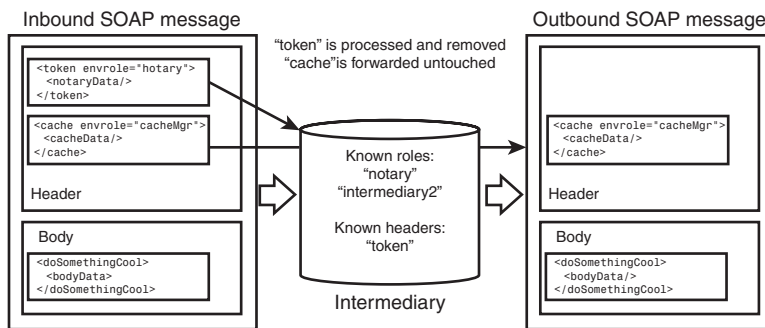 Inbound SOAP message
Outbound SOAP message
<token envrole="hotary">
<notaryData/>
</token>
<cache envrole="cacheMgr">
<cacheData/>
</cache>
Header
Body
<doSomethingCool>
<bodyData>
</doSomethingCool>
“token” is processed and removed
“cache”is forwarded untouched
Known roles:
“notary”
“intermediary2”
Known headers:
“token”
Intermediary
<cache envrole="cacheMgr">
<cacheData/>
</cache>
Header
Body
<doSomethingCool>
<bodyData/>
</doSomethingCool>